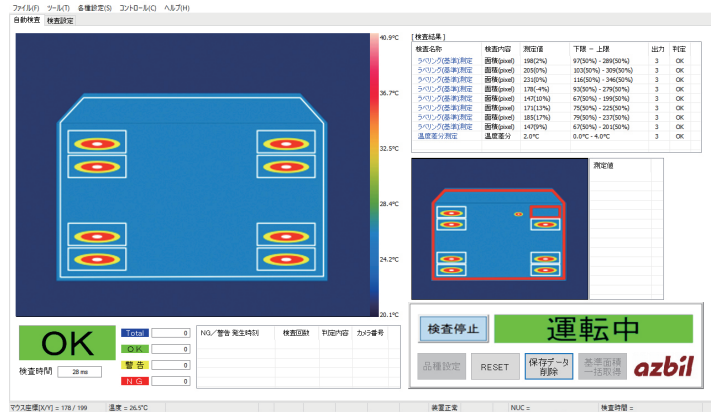 ファイル(F) ツール(T) 各種設定(S) コントロール(C) ヘルプ(H)
自動検査 検査設定
40.9℃
36.7℃
32.5℃
28.4℃
24.2℃
20.1℃
[検査結果]
検査名称 検査内容 測定値 下限 － 上限 出力 判定
ラベリング(基準)測定 面積(pixel) 198(2%) 97(50%) - 289(50%) 3 OK
ラベリング(基準)測定 面積(pixel) 205(0%) 103(50%) - 309(50%) 3 OK
ラベリング(基準)測定 面積(pixel) 231(0%) 116(50%) - 346(50%) 3 OK
ラベリング(基準)測定 面積(pixel) 178(-4%) 93(50%) - 279(50%) 3 OK
ラベリング(基準)測定 面積(pixel) 147(10%) 67(50%) - 199(50%) 3 OK
ラベリング(基準)測定 面積(pixel) 171(13%) 75(50%) - 225(50%) 3 OK
ラベリング(基準)測定 面積(pixel) 185(17%) 79(50%) - 237(50%) 3 OK
ラベリング(基準)測定 面積(pixel) 147(9%) 67(50%) - 201(50%) 3 OK
温度差分測定 温度差分 2.0℃ 0.0℃ - 4.0℃ 3 OK
測定値
OK
検査時間 28 ms
Total 0
OK 0
警告 0
NG 0
NG／警告 発生時刻 検査回数 判定内容 カメラ番号
検査停止
運転中
品種設定
RESET
保存データ
削除
基準面積
一括取得
azbil
マウス座標[X/Y] = 178 / 199 温度 = 26.5℃ 装置正常 NUC = 検査時間 =